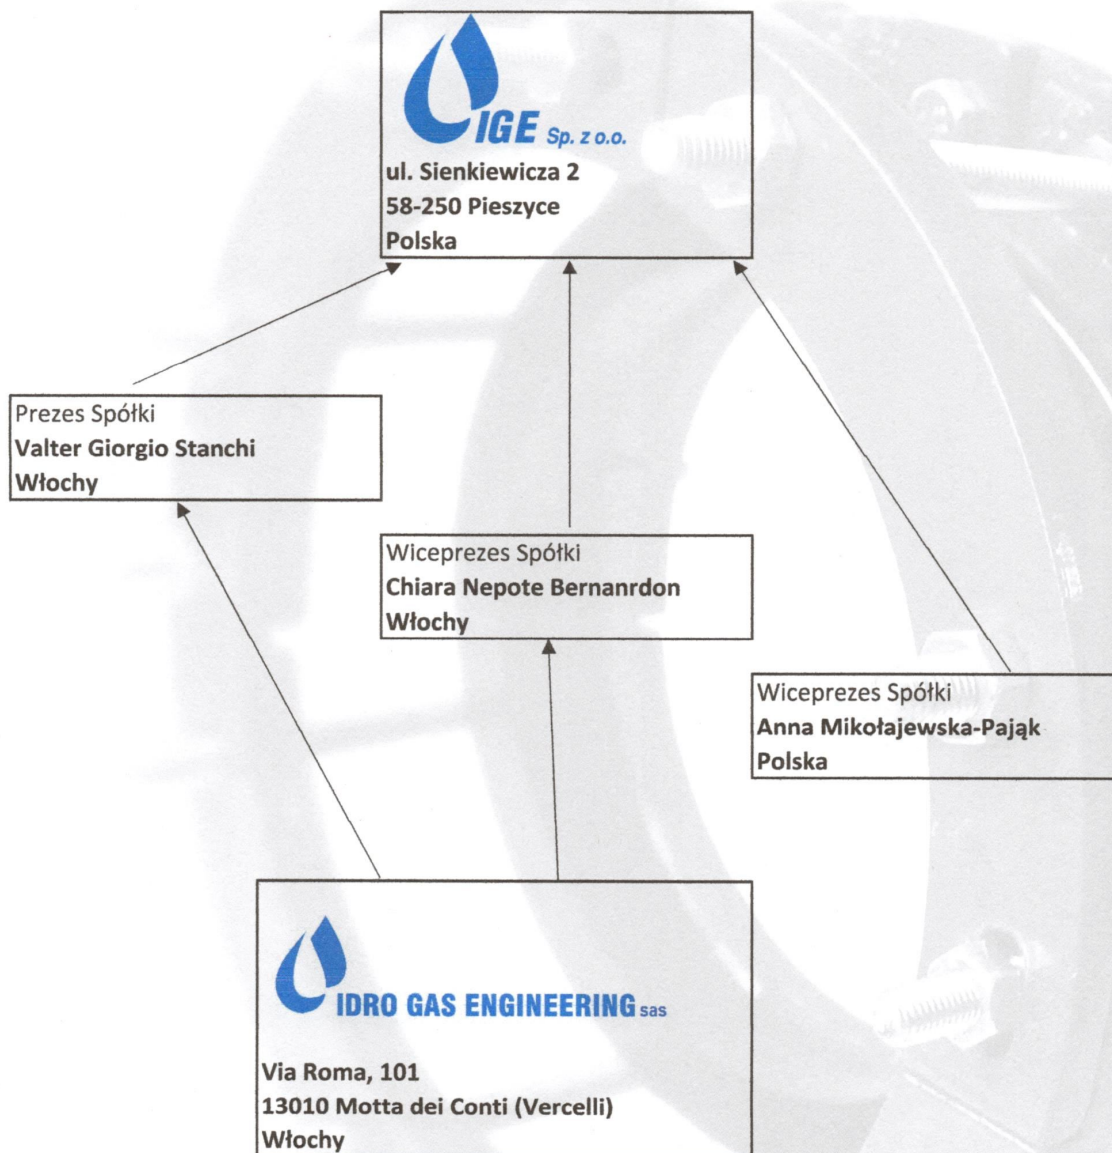 IGE Sp. z o.o.
ul. Sienkiewicza 2
58-250 Pieszyce
Polska
Prezes Spółki
Valter Giorgio Stanchi
Włochy
Wiceprezes Spółki
Chiara Nepote Bernanrdon
Włochy
Wiceprezes Spółki
Anna Mikołajewska-Pająk
Polska
IDRO GAS ENGINEERING sas
Via Roma, 101
13010 Motta dei Conti (Vercelli)
Włochy